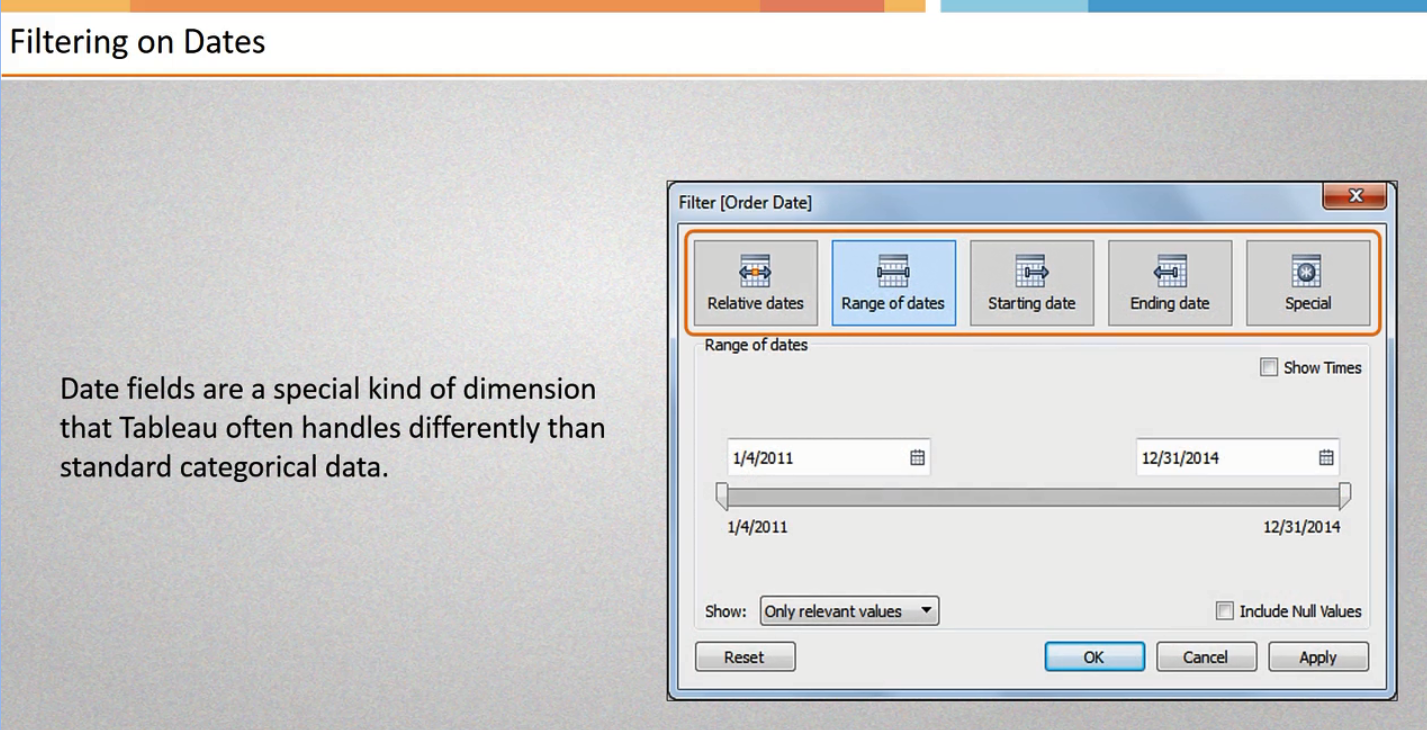 Filtering on Dates
Date fields are a special kind of dimension
that Tableau often handles differently than
standard categorical data.
Filter [Order Date]
Relative dates
Range of dates
Starting date
Ending date
Special
Range of dates
Show Times
1/4/2011
12/31/2014
1/4/2011
12/31/2014
Show: Only relevant values
Include Null Values
Reset
OK
Cancel
Apply